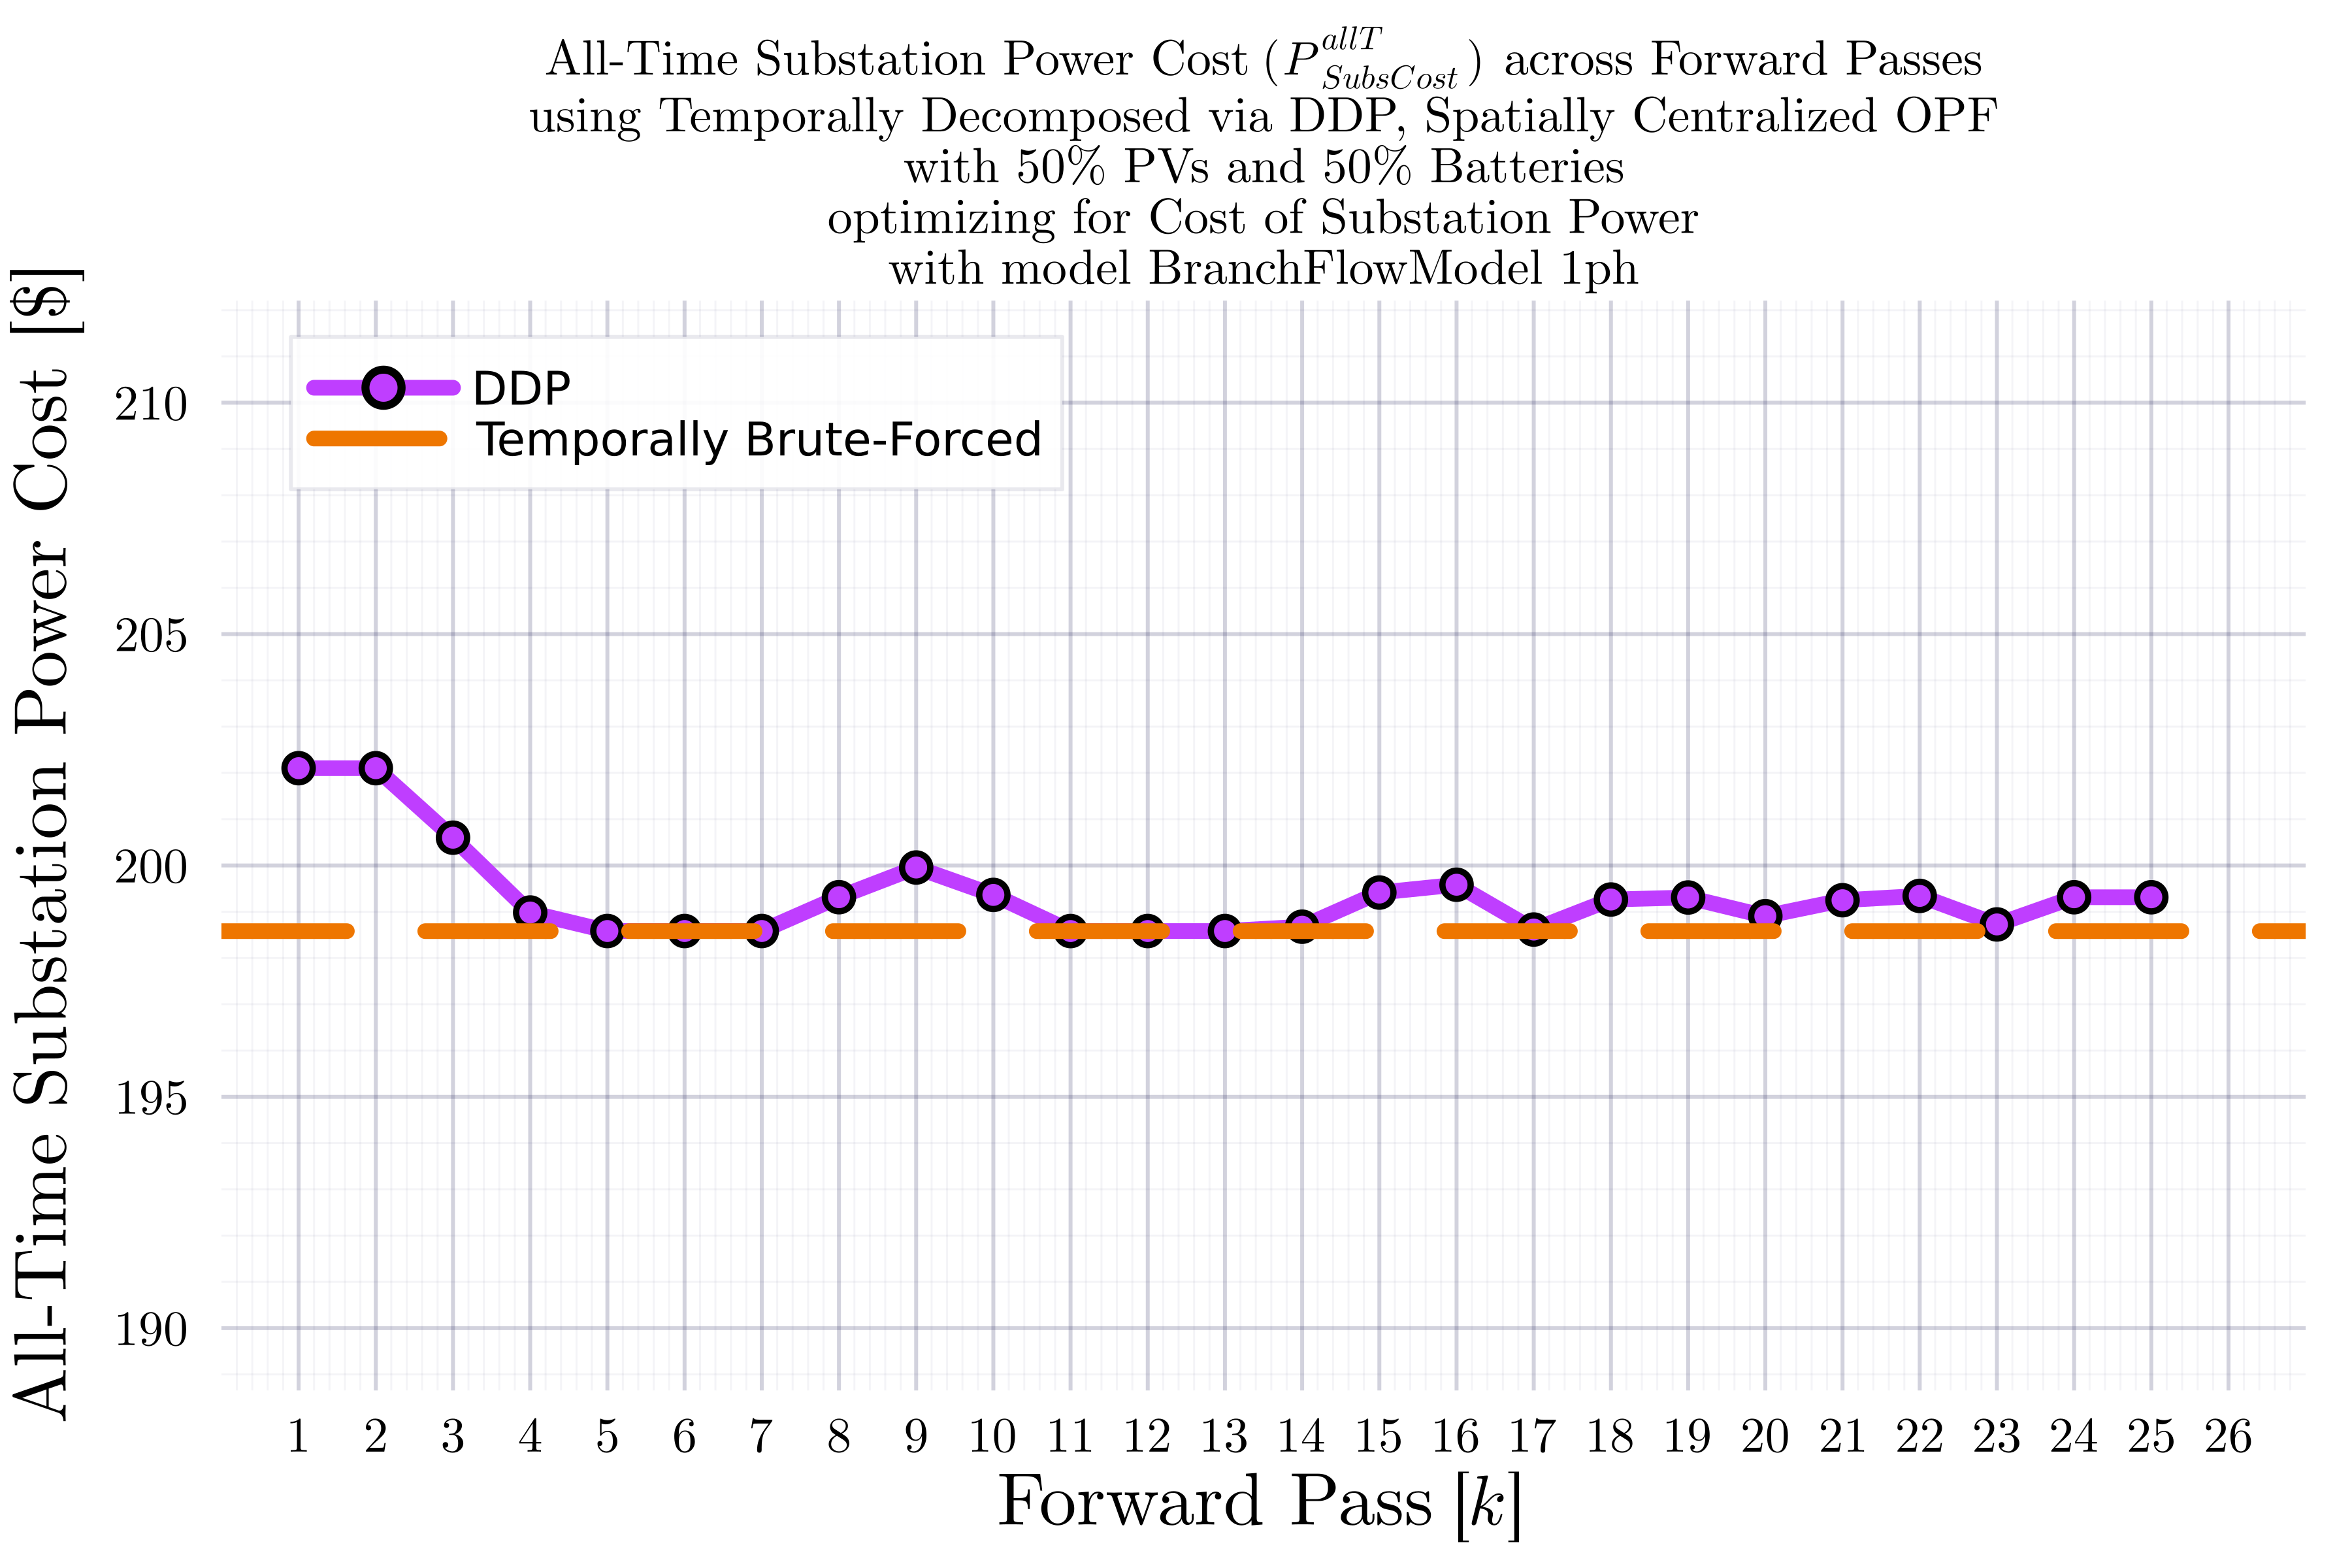 All-Time Substation Power Cost (P^{allT}_{SubsCost}) across Forward Passes
using Temporally Decomposed via DDP, Spatially Centralized OPF
with 50% PVs and 50% Batteries
optimizing for Cost of Substation Power
with model BranchFlowModel 1ph
All-Time Substation Power Cost [$]
DDP
Temporally Brute-Forced
210
205
200
195
190
1 2 3 4 5 6 7 8 9 10 11 12 13 14 15 16 17 18 19 20 21 22 23 24 25 26
Forward Pass [k]